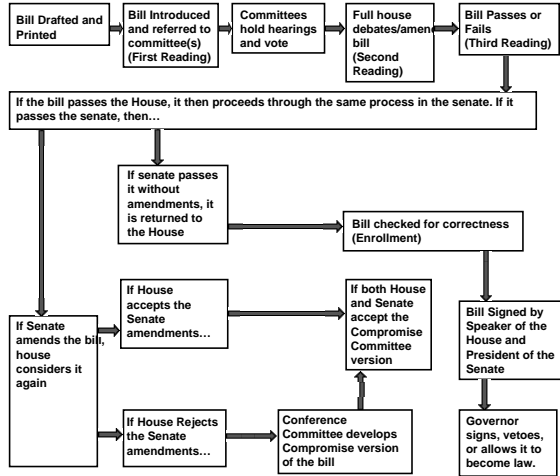 Bill Drafted and
Printed
Bill Introduced
and referred to
committee(s)
(First Reading)
Committees
hold hearings
and vote
Full house
debates/amend
bill
(Second
Reading)
Bill Passes or
Fails
(Third Reading)
If the bill passes the House, it then proceeds through the same process in the senate. If it
passes the senate, then…
If senate passes
it without
amendments, it
is returned to
the House
Bill checked for correctness
(Enrollment)
If House
accepts the
Senate
amendments…
If both House
and Senate
accept the
Compromise
Committee
version
If Senate
amends the bill,
house
considers it
again
Bill Signed by
Speaker of the
House and
President of the
Senate
If House Rejects
the Senate
amendments…
Conference
Committee develops
Compromise version
of the bill
Governor
signs, vetoes,
or allows it to
become law.